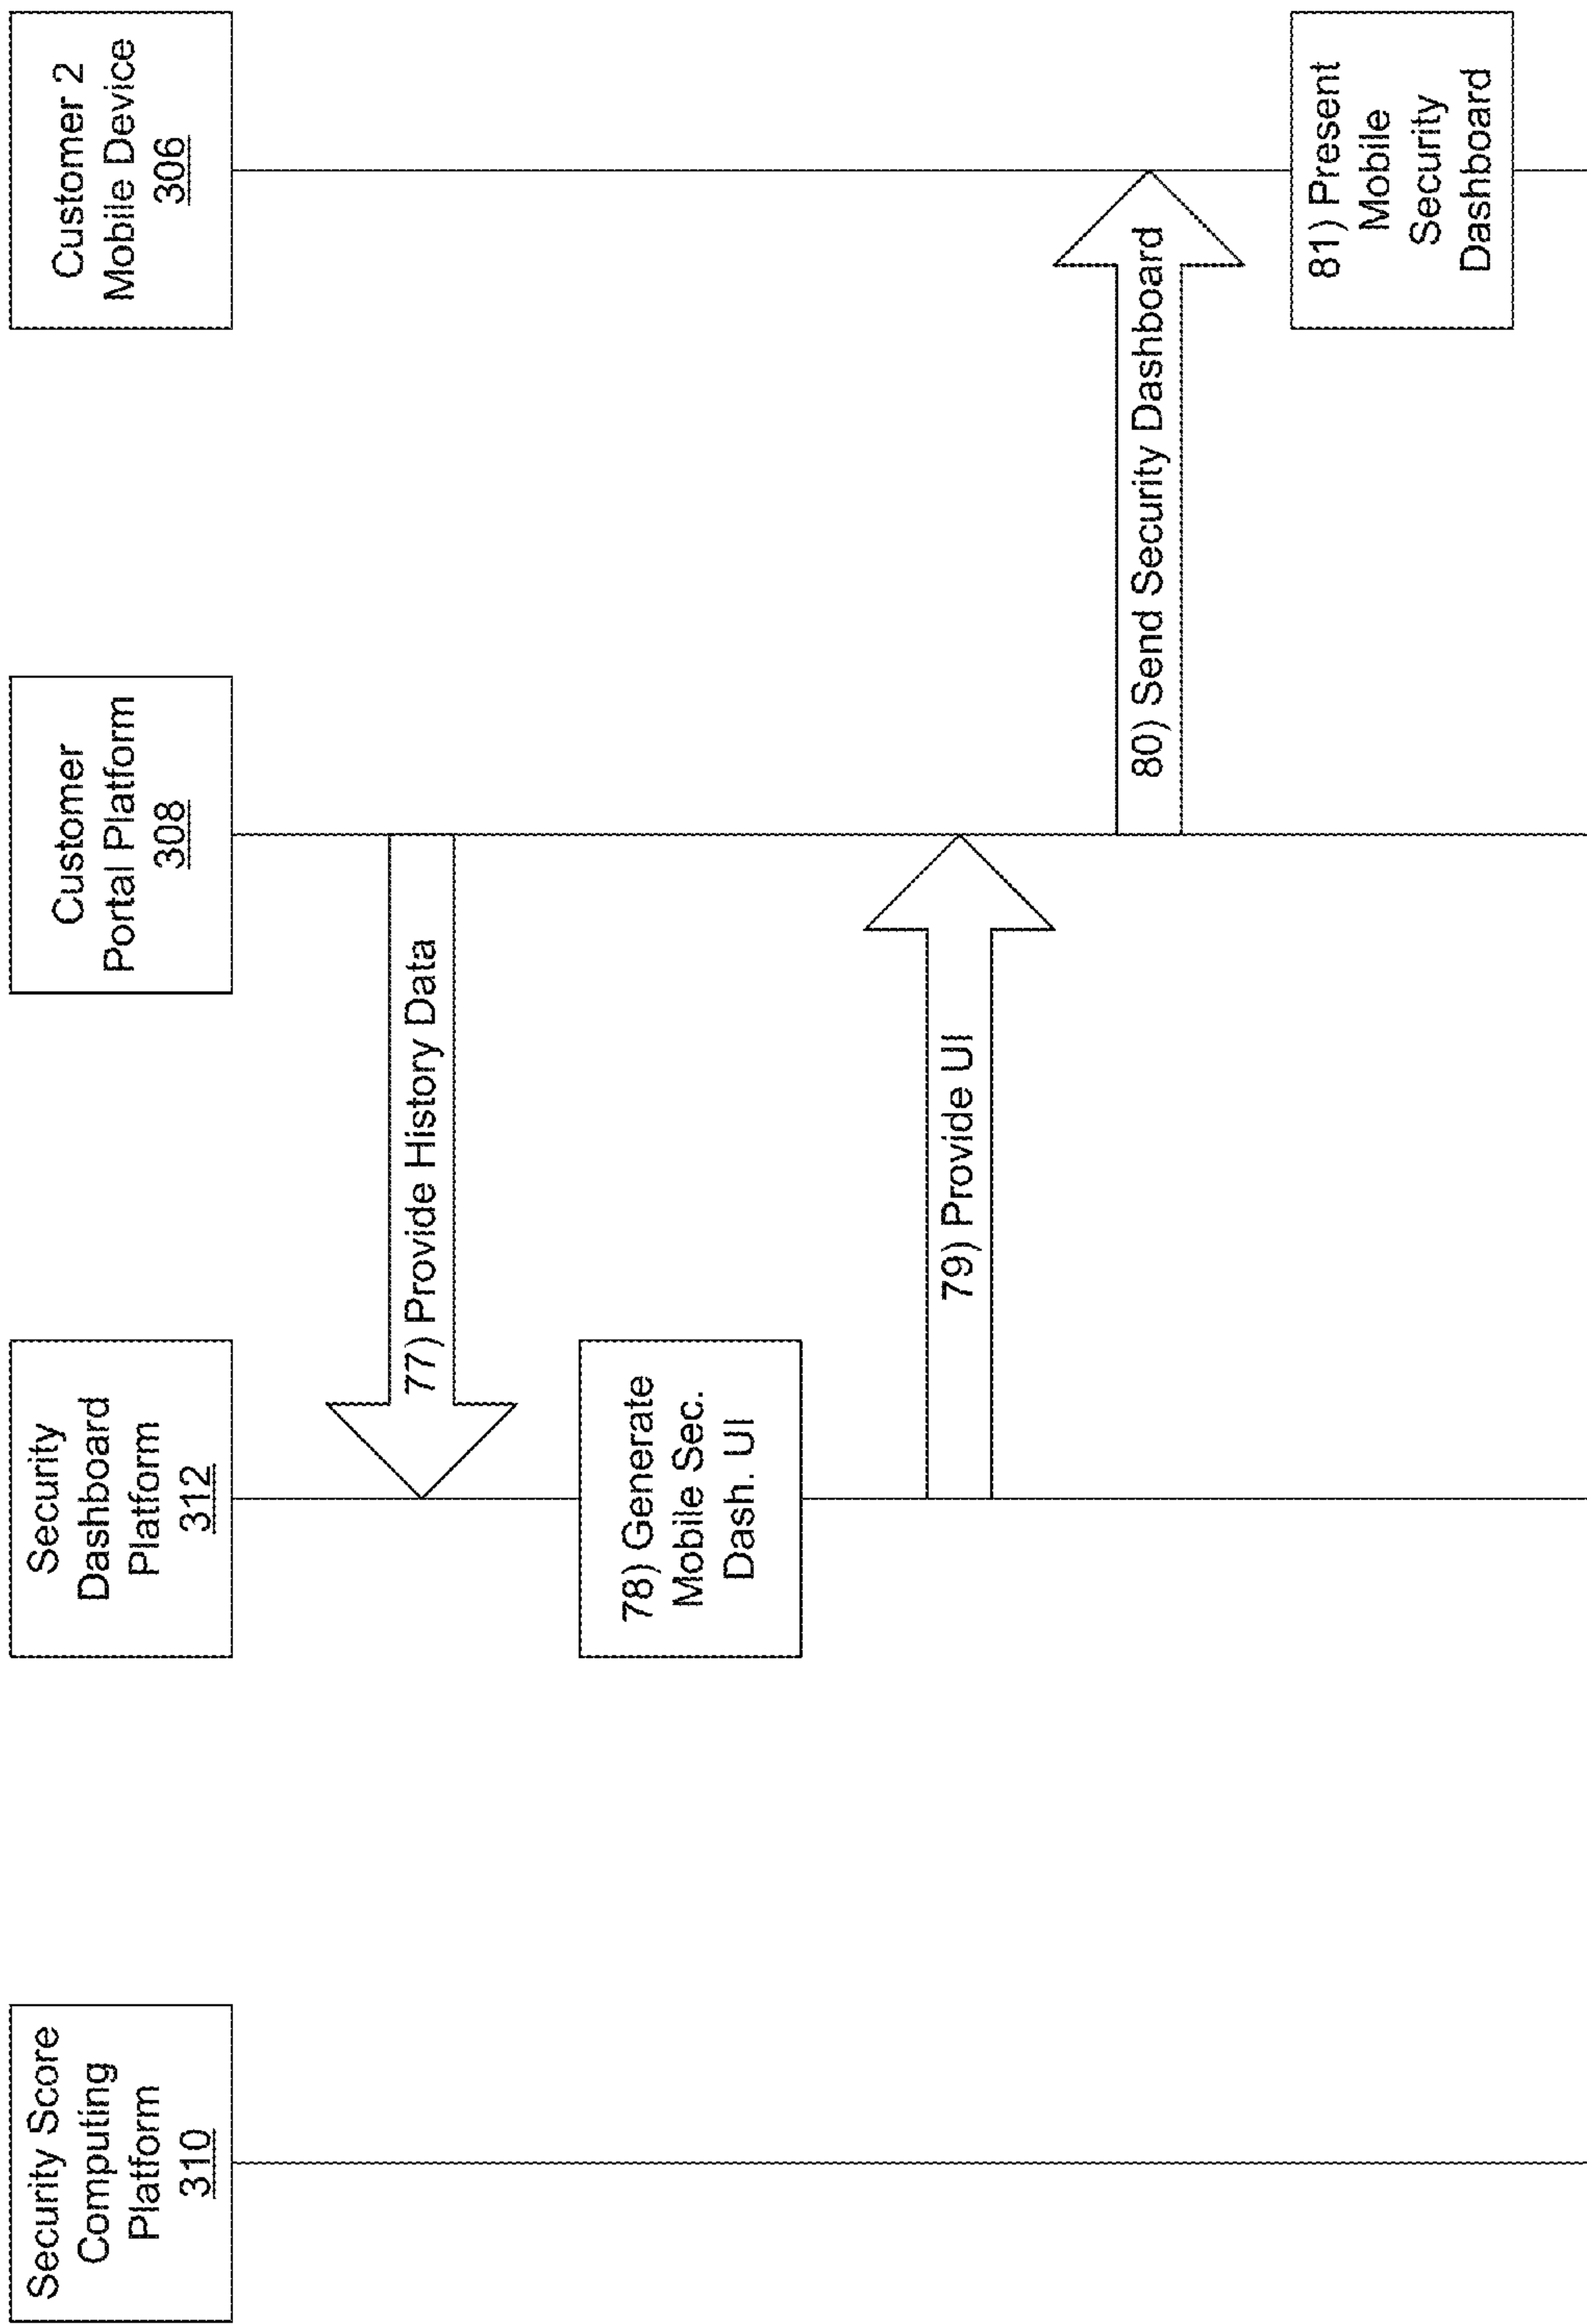 Security Score
Computing
Platform
310
Security
Dashboard
Platform
312
Customer
Portal Platform
308
Customer 2
Mobile Device
306
77) Provide History Data
78) Generate
Mobile Sec.
Dash. UI
79) Provide UI
80) Send Security Dashboard
81) Present
Mobile
Security
Dashboard